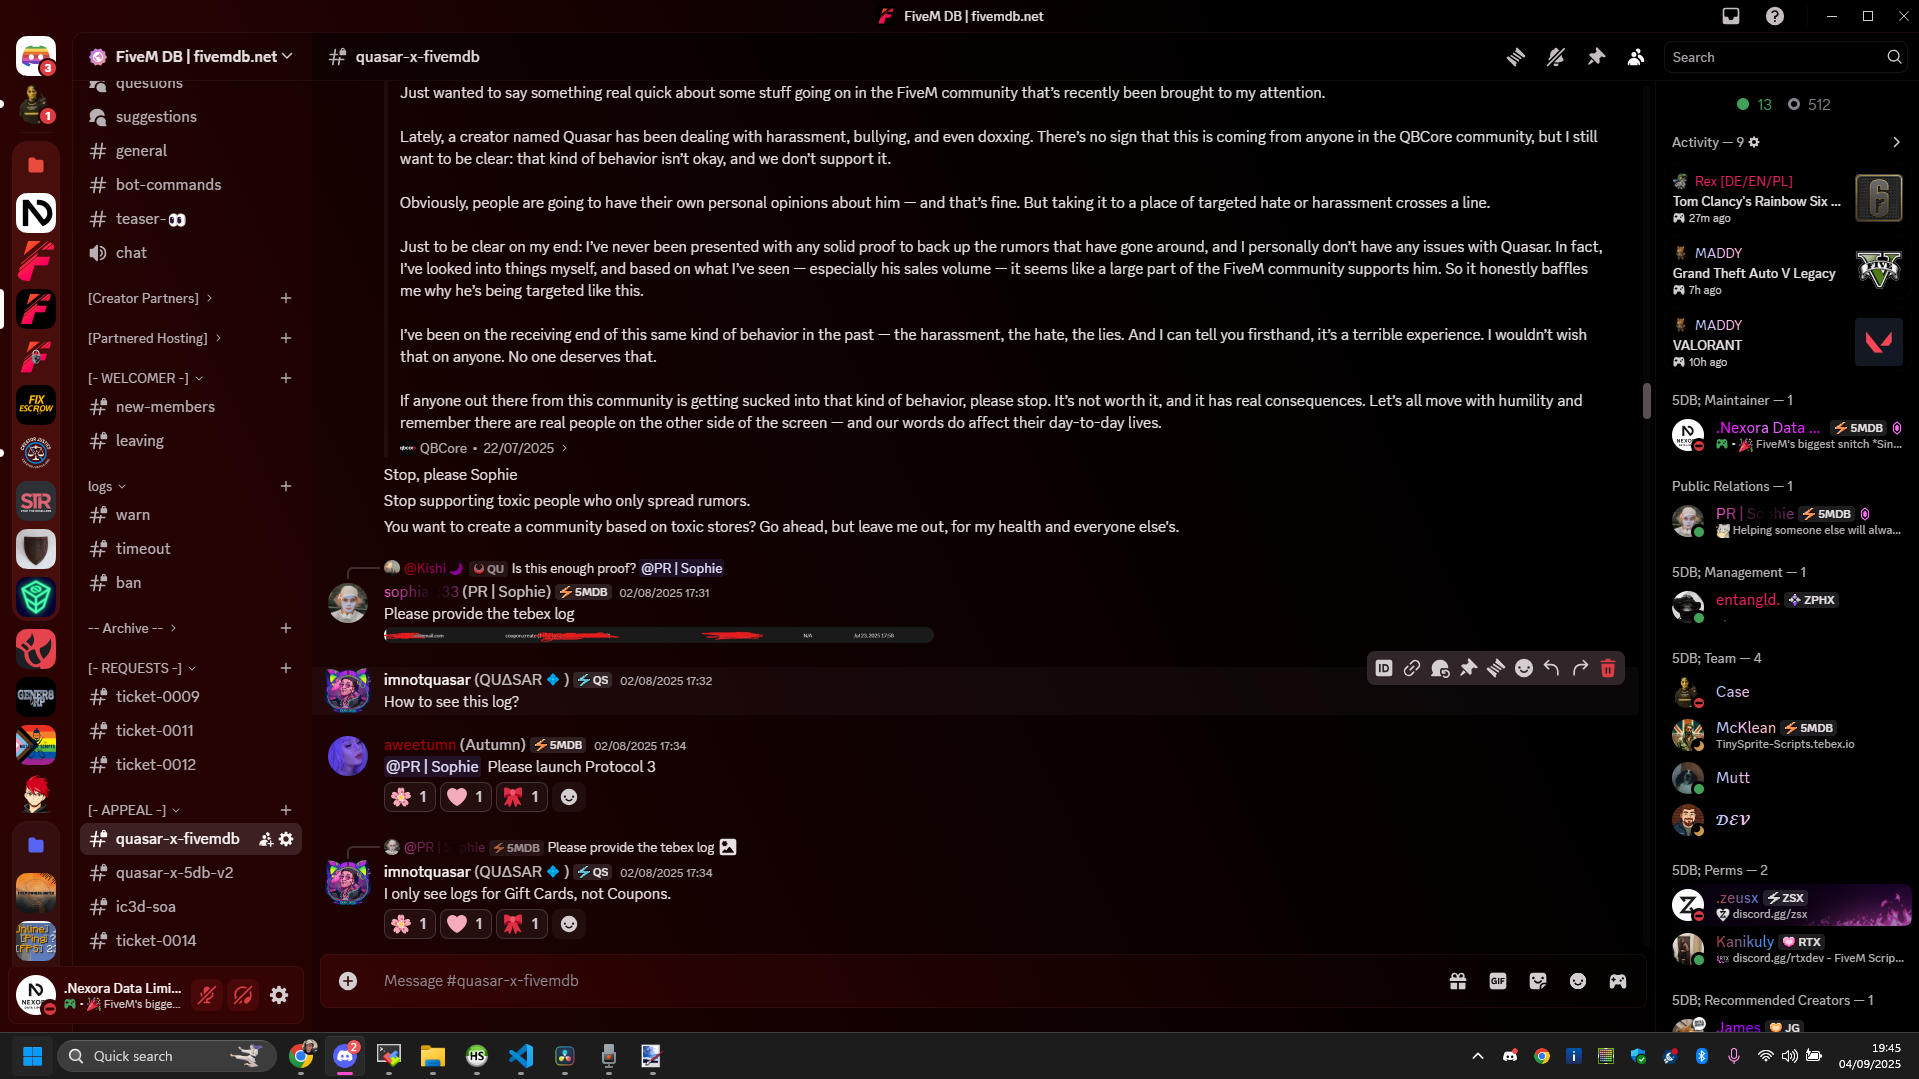 FiveM DB | fivemdb.net
3
FiveM DB | fivemdb.net
quasar-x-fivemdb
Search
1
questions
suggestions
general
bot-commands
teaser-👀
chat
[Creator Partners]
[Partnered Hosting]
[- WELCOMER -]
new-members
leaving
logs
warn
timeout
ban
-- Archive --
[- REQUESTS -]
ticket-0009
ticket-0011
ticket-0012
[- APPEAL -]
quasar-x-fivemdb
quasar-x-5db-v2
ic3d-soa
ticket-0014
FIX
ESCROW
STR
.Nexora Data Limi...
FiveM's bigge...
Just wanted to say something real quick about some stuff going on in the FiveM community that's recently been brought to my attention.
Lately, a creator named Quasar has been dealing with harassment, bullying, and even doxxing. There's no sign that this is coming from anyone in the QBCore community, but I still
want to be clear: that kind of behavior isn't okay, and we don't support it.
Obviously, people are going to have their own personal opinions about him — and that's fine. But taking it to a place of targeted hate or harassment crosses a line.
Just to be clear on my end: I've never been presented with any solid proof to back up the rumors that have gone around, and I personally don't have any issues with Quasar. In fact,
I've looked into things myself, and based on what I've seen — especially his sales volume — it seems like a large part of the FiveM community supports him. So it honestly baffles
me why he's being targeted like this.
I've been on the receiving end of this same kind of behavior in the past — the harassment, the hate, the lies. And I can tell you firsthand, it's a terrible experience. I wouldn't wish
that on anyone. No one deserves that.
If anyone out there from this community is getting sucked into that kind of behavior, please stop. It's not worth it, and it has real consequences. Let's all move with humility and
remember there are real people on the other side of the screen — and our words do affect their day-to-day lives.
QBCore • 22/07/2025
Stop, please Sophie
Stop supporting toxic people who only spread rumors.
You want to create a community based on toxic stores? Go ahead, but leave me out, for my health and everyone else's.
@Kishi 🌙 QU Is this enough proof? @PR | Sophie
(PR | Sophie) 5MDB 02/08/2025 17:31
Please provide the tebex log
N/A Jul 23, 2025 17:58
imnotquasar (QUΔSAR 💠 ) QS 02/08/2025 17:32
How to see this log?
ID
aweetumn (Autumn) 5MDB 02/08/2025 17:34
@PR | Sophie Please launch Protocol 3
🌸 1 🩷 1 🎀 1
5MDB Please provide the tebex log
imnotquasar (QUΔSAR 💠 ) QS 02/08/2025 17:34
I only see logs for Gift Cards, not Coupons.
🌸 1 🩷 1 🎀 1
Message #quasar-x-fivemdb
GIF
13 512
Activity — 9
Rex [DE/EN/PL]
Tom Clancy's Rainbow Six ...
27m ago
MADDY
Grand Theft Auto V Legacy
7h ago
MADDY
VALORANT
10h ago
5DB; Maintainer — 1
.Nexora Data ... 5MDB
FiveM's biggest snitch *Sin...
Public Relations — 1
PR | Sophie 5MDB
Helping someone else will alwa...
5DB; Management — 1
entangld. ZPHX
5DB; Team — 4
Case
McKlean 5MDB
TinySprite-Scripts.tebex.io
Mutt
𝓓𝓔𝓥
5DB; Perms — 2
.zeusx ZSX
discord.gg/zsx
Kanikuly RTX
discord.gg/rtxdev - FiveM Scrip...
5DB; Recommended Creators — 1
James JG
Quick search
2
HS
19:45
04/09/2025